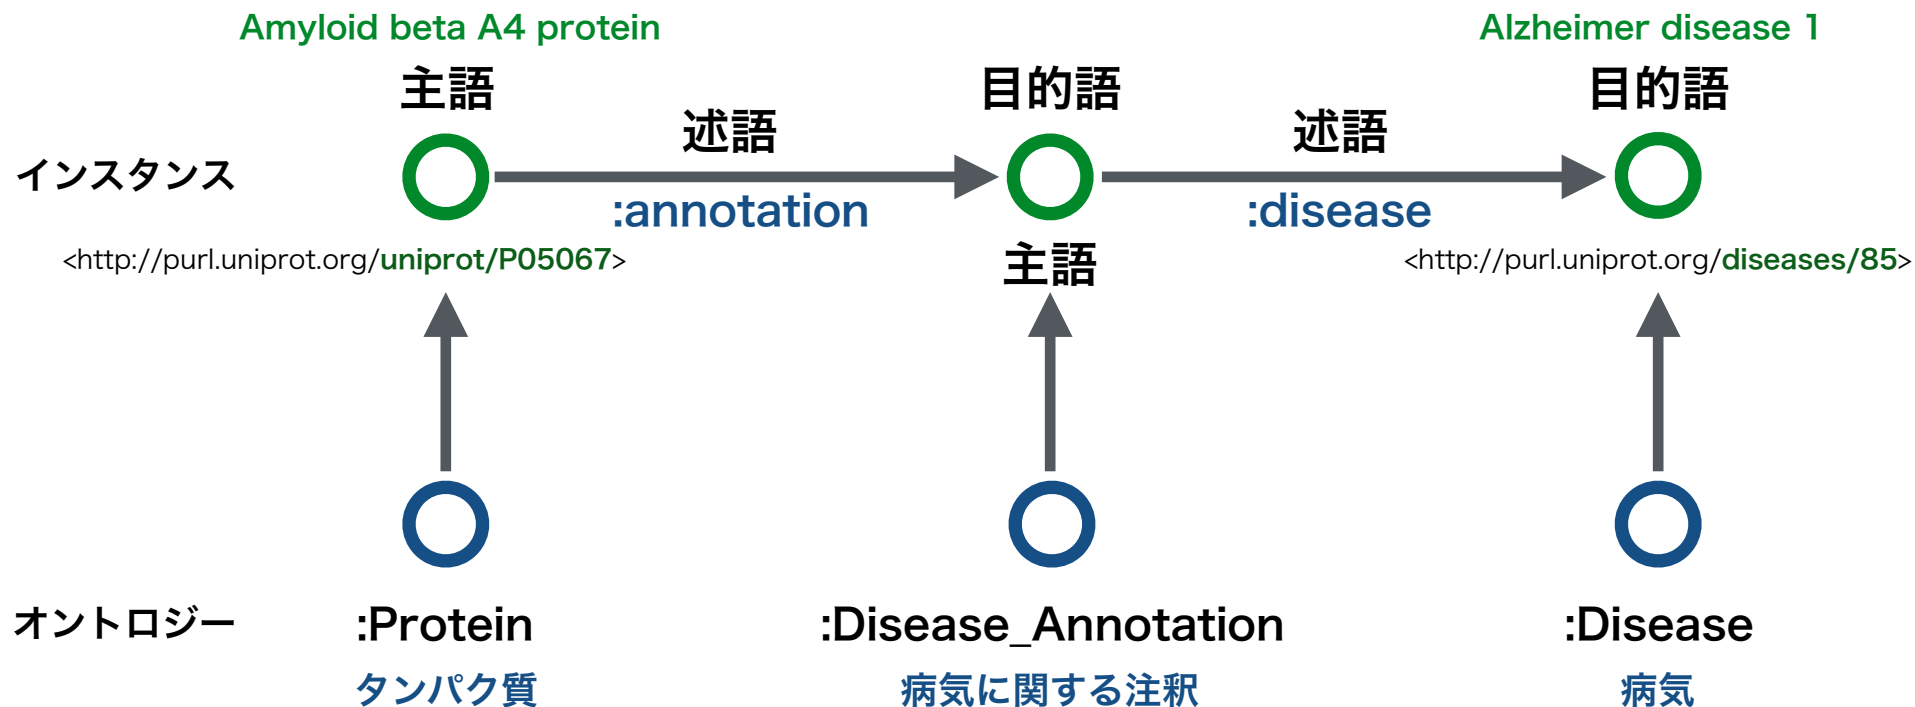 Amyloid beta A4 protein
Alzheimer disease 1
主語
目的語
目的語
述語
述語
インスタンス
:annotation
:disease
<http://purl.uniprot.org/uniprot/P05067>
主語
<http://purl.uniprot.org/diseases/85>
オントロジー
:Protein
:Disease_Annotation
:Disease
タンパク質
病気に関する注釈
病気